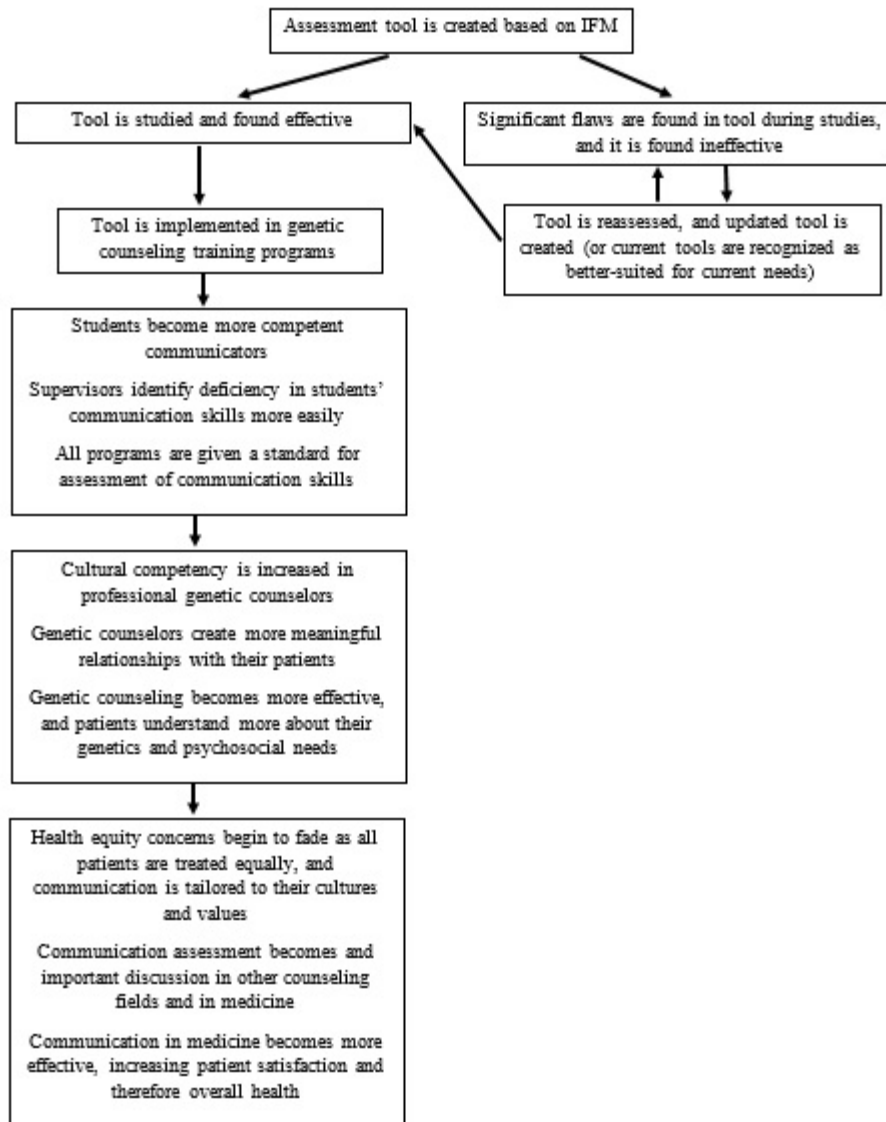 Assessment tool is created based on IFM
Tool is studied and found effective
Significant flaws are found in tool during studies,
and it is found ineffective
Tool is reassessed, and updated tool is
created (or current tools are recognized as
better-suited for current needs)
Tool is implemented in genetic
counseling training programs
Students become more competent
communicators
Supervisors identify deficiency in students’
communication skills more easily
All programs are given a standard for
assessment of communication skills
Cultural competency is increased in
professional genetic counselors
Genetic counselors create more meaningful
relationships with their patients
Genetic counseling becomes more effective,
and patients understand more about their
genetics and psychosocial needs
Health equity concerns begin to fade as all
patients are treated equally, and
communication is tailored to their cultures
and values
Communication assessment becomes and
important discussion in other counseling
fields and in medicine
Communication in medicine becomes more
effective, increasing patient satisfaction and
therefore overall health